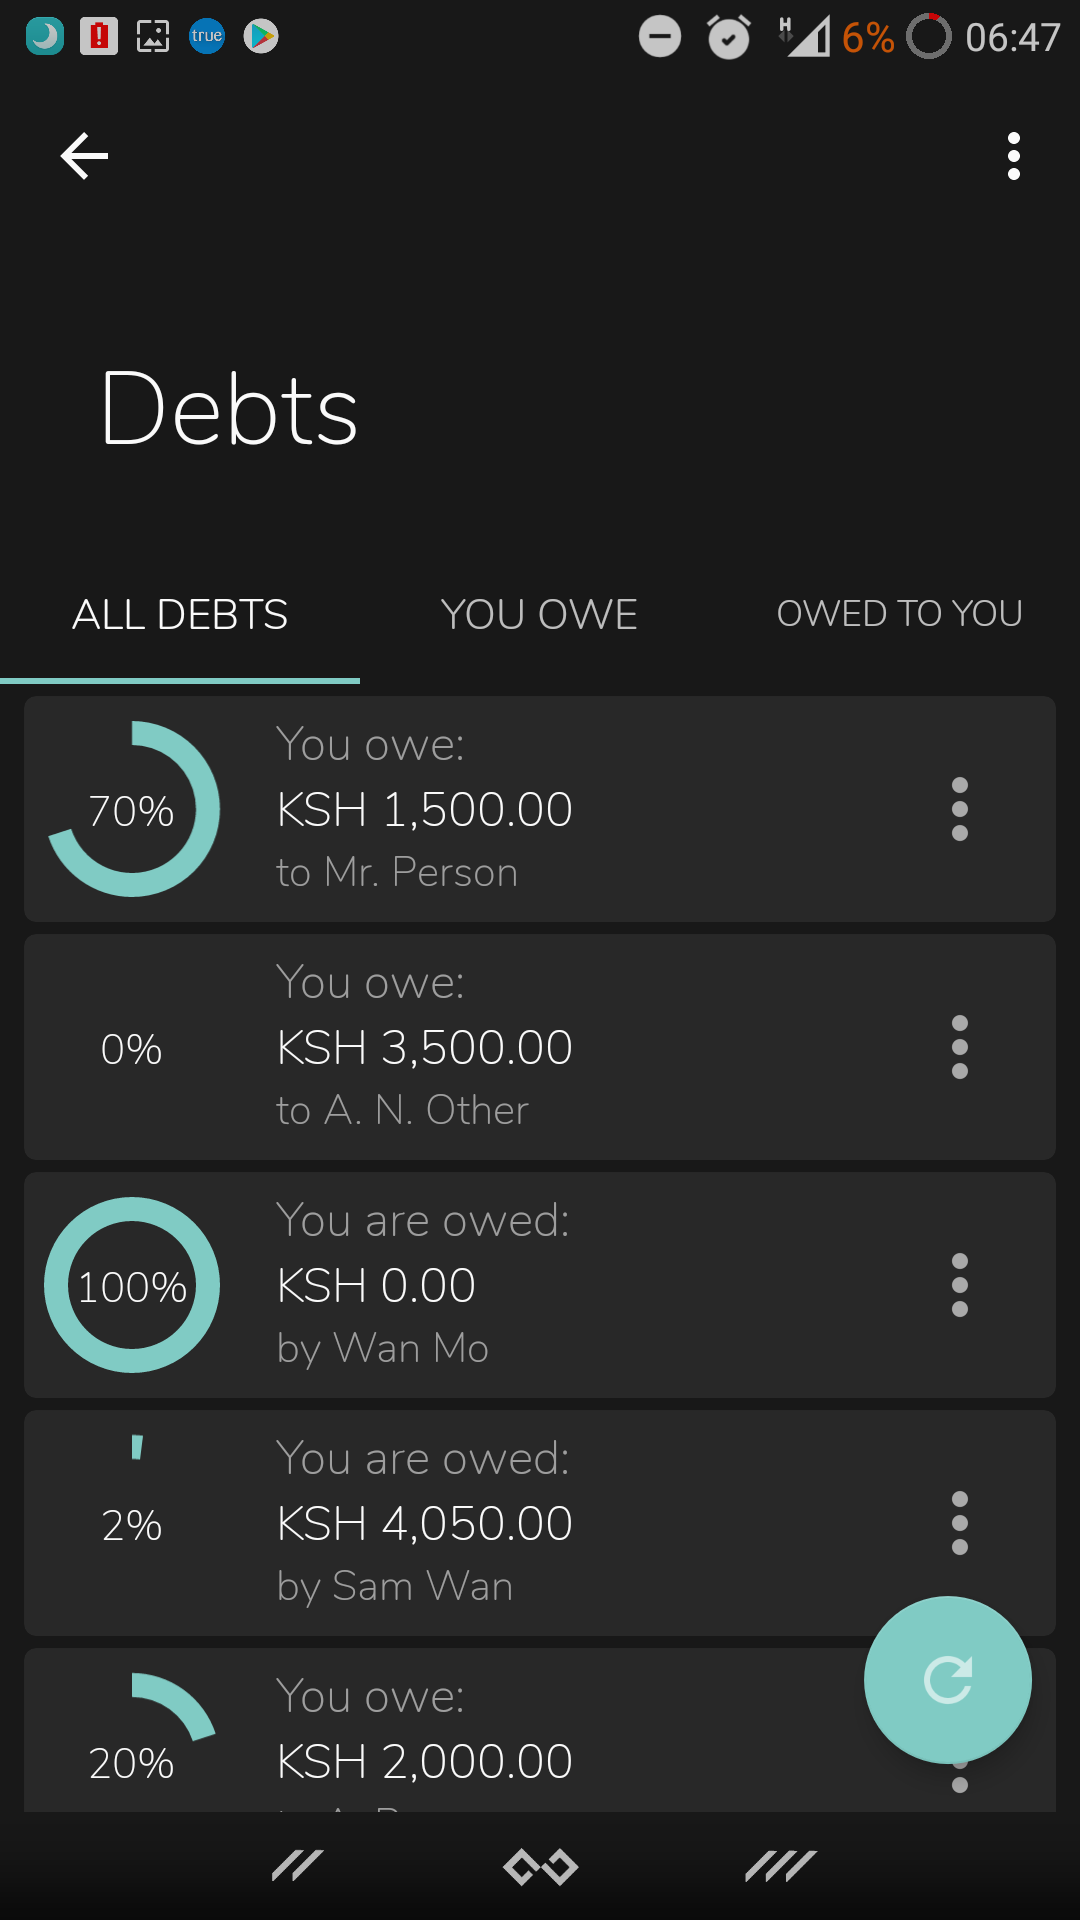 true
H
6%
06:47
Debts
ALL DEBTS
YOU OWE
OWED TO YOU
You owe:
70%
KSH 1,500.00
to Mr. Person
You owe:
0%
KSH 3,500.00
to A. N. Other
You are owed:
100%
KSH 0.00
by Wan Mo
You are owed:
2%
KSH 4,050.00
by Sam Wan
You owe:
20%
KSH 2,000.00